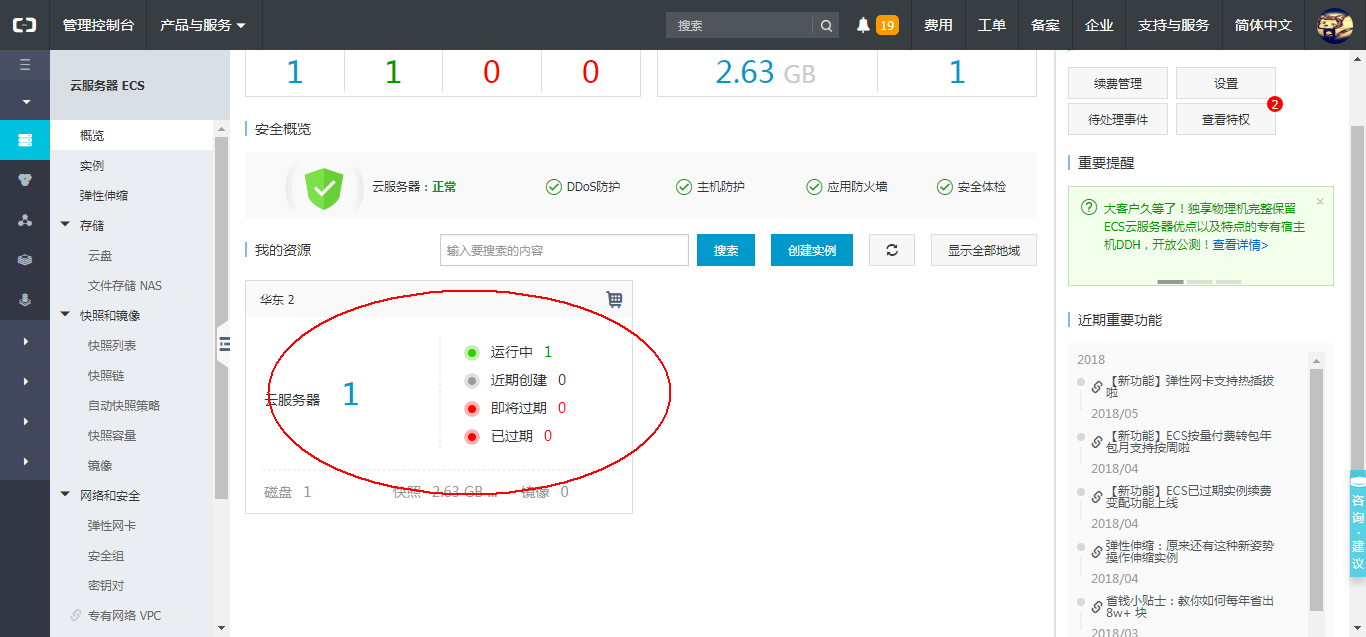 管理控制台
产品与服务
搜索
19
费用
工单
备案
企业
支持与服务
简体中文
云服务器 ECS
概览
实例
弹性伸缩
存储
云盘
文件存储 NAS
快照和镜像
快照列表
快照链
自动快照策略
快照容量
镜像
网络和安全
弹性网卡
安全组
密钥对
专有网络 VPC
1
1
0
0
2.63 GB
1
安全概览
云服务器：正常
DDoS防护
主机防护
应用防火墙
安全体检
我的资源
输入要搜索的内容
搜索
创建实例
显示全部地域
华东 2
云服务器 1
运行中 1
近期创建 0
即将过期 0
已过期 0
磁盘 1
快照 2.63 GB ...
镜像 0
续费管理
设置
待处理事件
查看特权
2
重要提醒
大客户久等了！独享物理机完整保留
ECS云服务器优点以及特点的专有宿主
机DDH，开放公测！查看详情>
近期重要功能
2018
【新功能】弹性网卡支持热插拔
啦
2018/05
【新功能】ECS按量付费转包年
包月支持按周啦
2018/04
【新功能】ECS已过期实例续费
变配功能上线
2018/04
弹性伸缩：原来还有这种新姿势
操作伸缩实例
2018/04
省钱小贴士：教你如何每年省出
8w+ 块
2018/03
咨询·建议